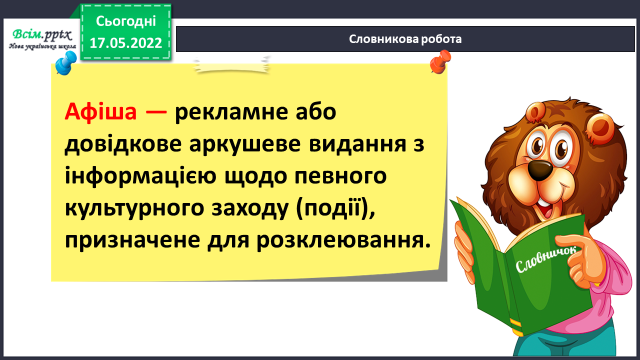 Всім.pptx
Нова українська школа
Сьогодні
17.05.2022
Словникова робота
Афіша — рекламне або
довідкове аркушеве видання з
інформацією щодо певного
культурного заходу (події),
призначене для розклеювання.
Словничок